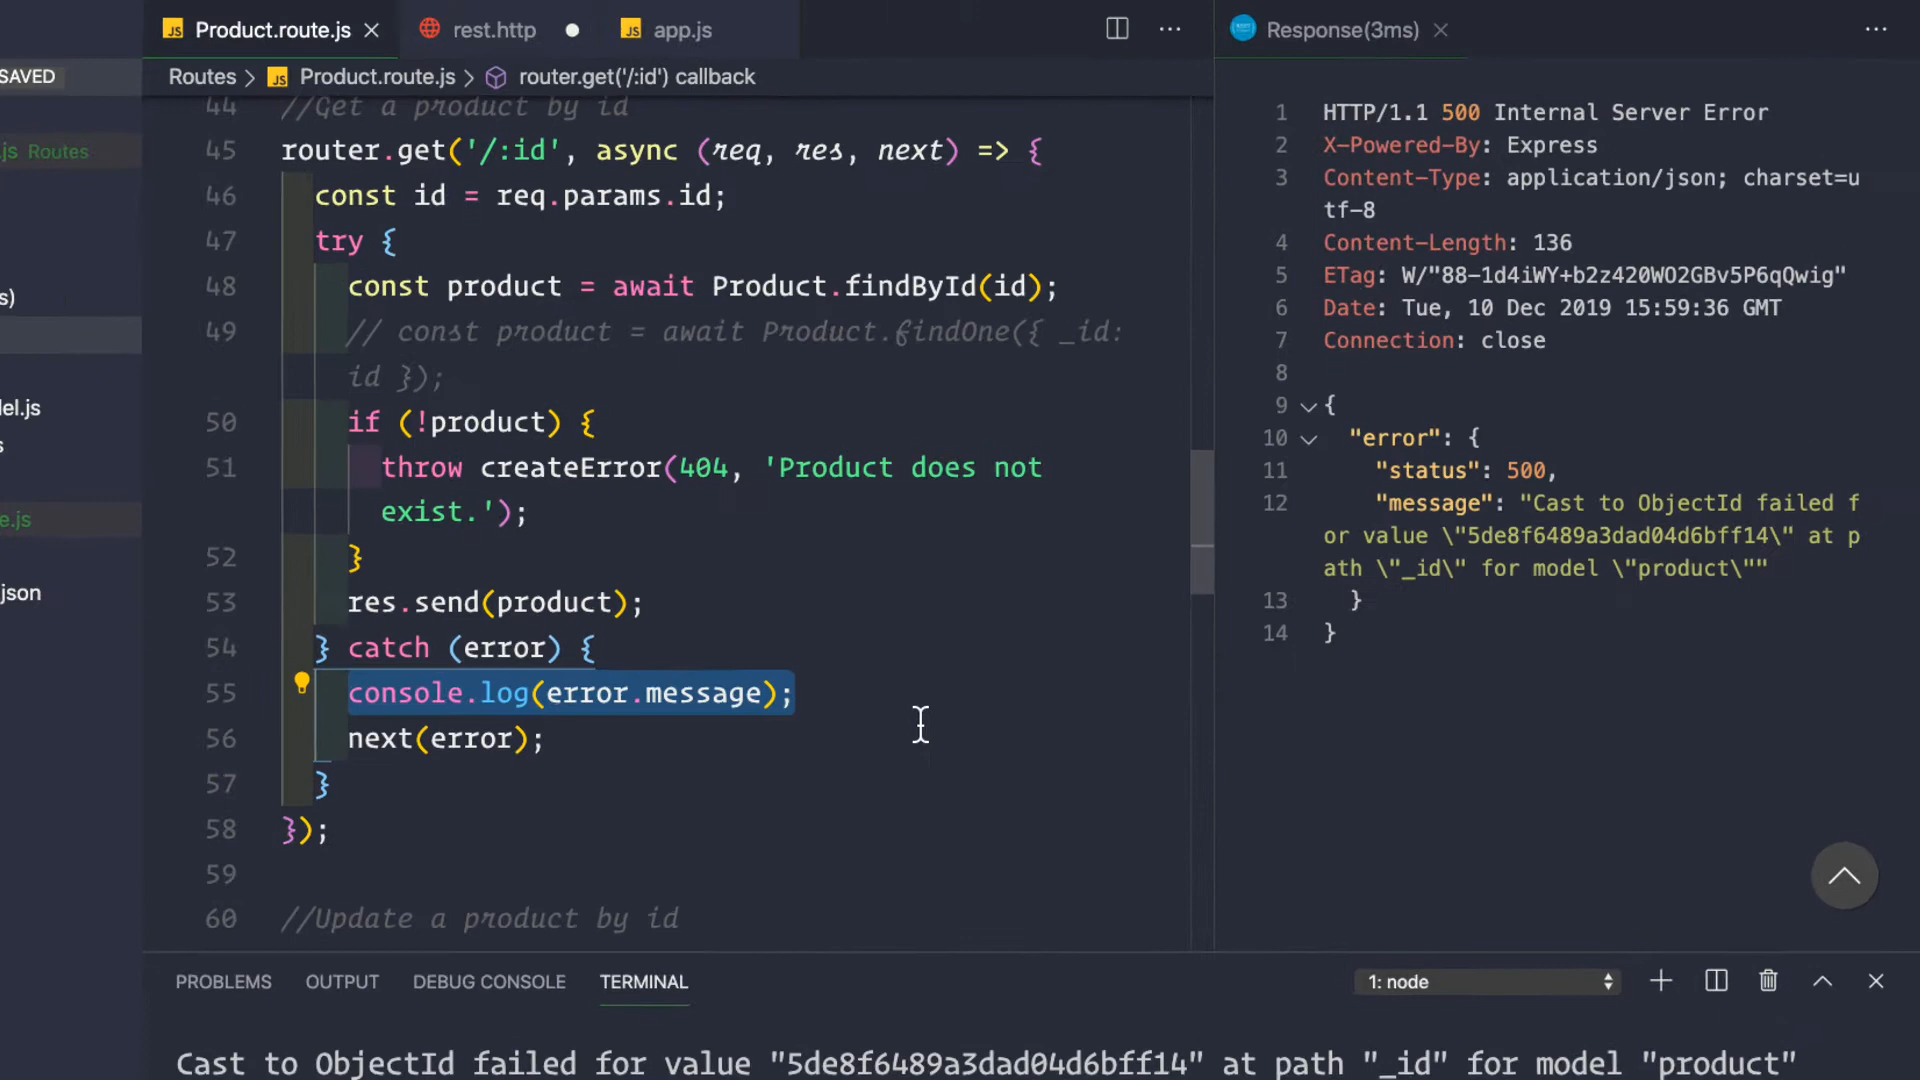 Product.route.js
rest.http
app.js
Response(3ms)
SAVED
Routes > Product.route.js > router.get('/:id') callback
.js Routes
s)
del.js
s
e.js
json
44 //Get a product by id
45 router.get('/:id', async (req, res, next) => {
46 const id = req.params.id;
47 try {
48 const product = await Product.findById(id);
49 // const product = await Product.findOne({ _id:
id });
50 if (!product) {
51 throw createError(404, 'Product does not
exist.');
52 }
53 res.send(product);
54 } catch (error) {
55 console.log(error.message);
56 next(error);
57 }
58 });
59
60 //Update a product by id
1 HTTP/1.1 500 Internal Server Error
2 X-Powered-By: Express
3 Content-Type: application/json; charset=u
tf-8
4 Content-Length: 136
5 ETag: W/"88-1d4iWY+b2z420WO2GBv5P6qQwig"
6 Date: Tue, 10 Dec 2019 15:59:36 GMT
7 Connection: close
8
9 {
10 "error": {
11 "status": 500,
12 "message": "Cast to ObjectId failed f
or value \"5de8f6489a3dad04d6bff14\" at p
ath \"_id\" for model \"product\""
13 }
14 }
PROBLEMS OUTPUT DEBUG CONSOLE TERMINAL
1: node
Cast to ObjectId failed for value "5de8f6489a3dad04d6bff14" at path "_id" for model "product"